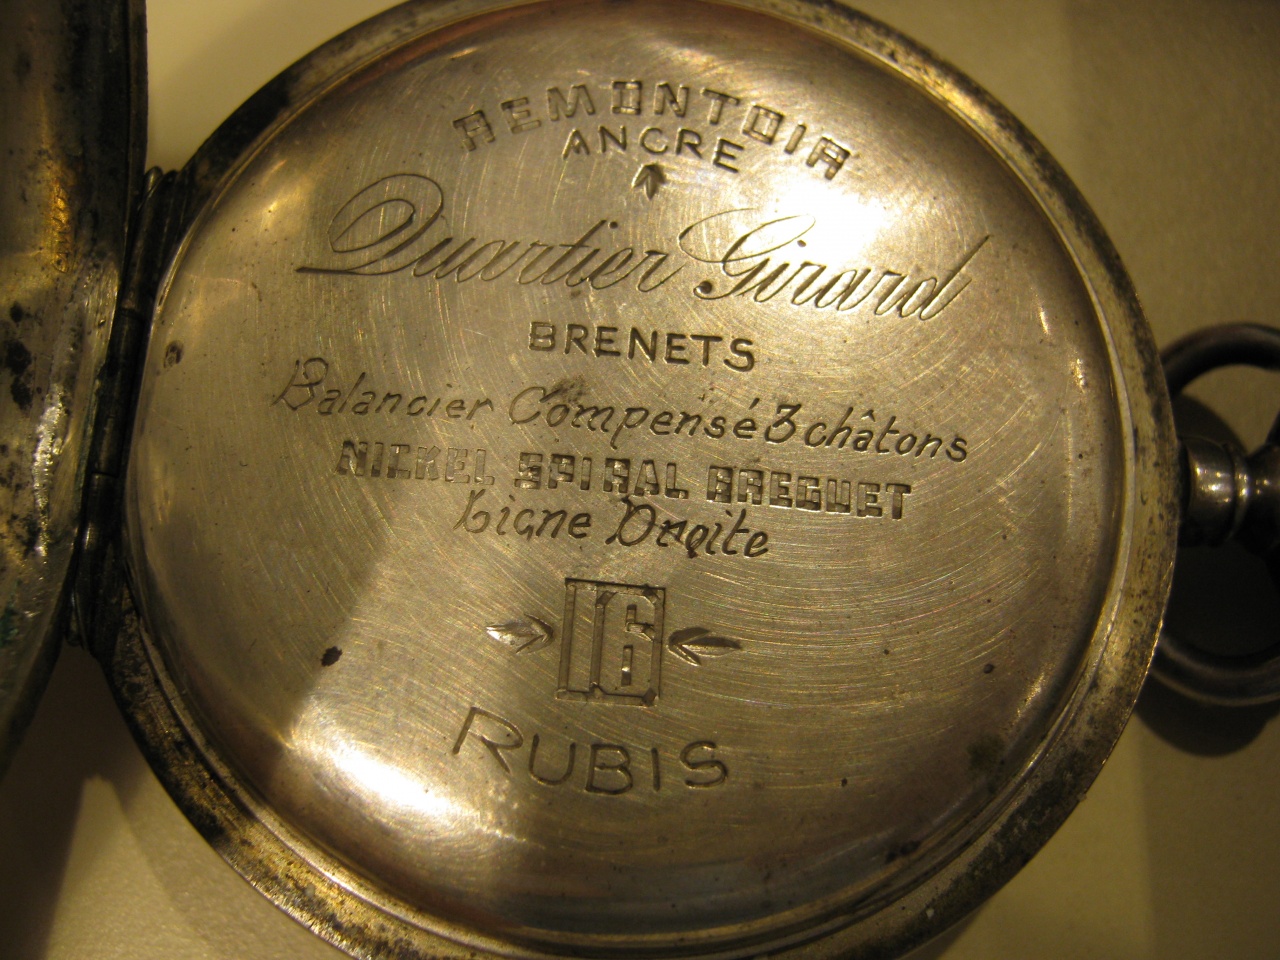 REMONTOIR
ANCRE
Quartier Girard
BRENETS
Balancier Compensé 3 châtons
NICKEL SPIRAL BREGUET
Ligne Droite
16
RUBIS